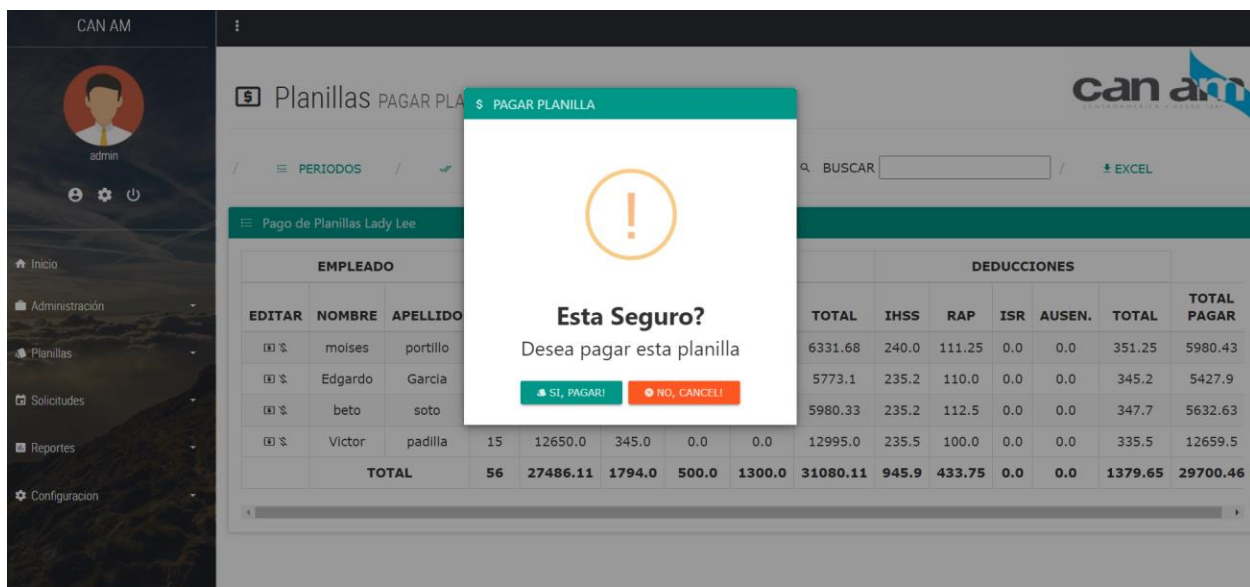 CAN AM
admin
Inicio
Administración
Planillas
Solicitudes
Reportes
Configuracion
Planillas PAGAR PLA
can am
/ PERIODOS /
BUSCAR / EXCEL
Pago de Planillas Lady Lee
$ PAGAR PLANILLA
!
Esta Seguro?
Desea pagar esta planilla
SI, PAGAR! NO, CANCEL!
EMPLEADO DEDUCCIONES
EDITAR NOMBRE APELLIDO TOTAL IHSS RAP ISR AUSEN. TOTAL TOTAL PAGAR
moises portillo 6331.68 240.0 111.25 0.0 0.0 351.25 5980.43
Edgardo Garcia 5773.1 235.2 110.0 0.0 0.0 345.2 5427.9
beto soto 5980.33 235.2 112.5 0.0 0.0 347.7 5632.63
Victor padilla 15 12650.0 345.0 0.0 0.0 12995.0 235.5 100.0 0.0 0.0 335.5 12659.5
TOTAL 56 27486.11 1794.0 500.0 1300.0 31080.11 945.9 433.75 0.0 0.0 1379.65 29700.46